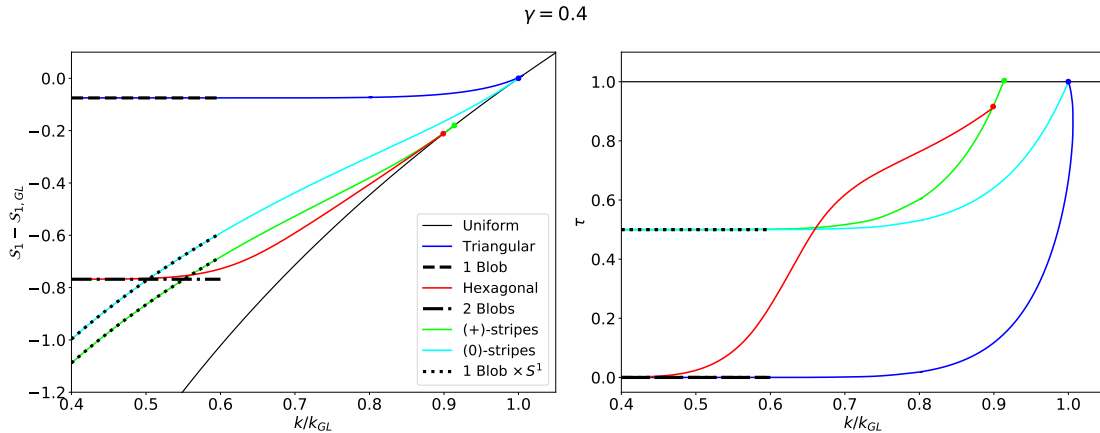 γ = 0.4
S₁ − S₁,GL
0.0
−0.2
−0.4
−0.6
−0.8
−1.0
−1.2
0.4 0.5 0.6 0.7 0.8 0.9 1.0
k/k_GL
Uniform
Triangular
1 Blob
Hexagonal
2 Blobs
(+)-stripes
(0)-stripes
1 Blob × S¹
τ
1.0
0.8
0.6
0.4
0.2
0.0
0.4 0.5 0.6 0.7 0.8 0.9 1.0
k/k_GL